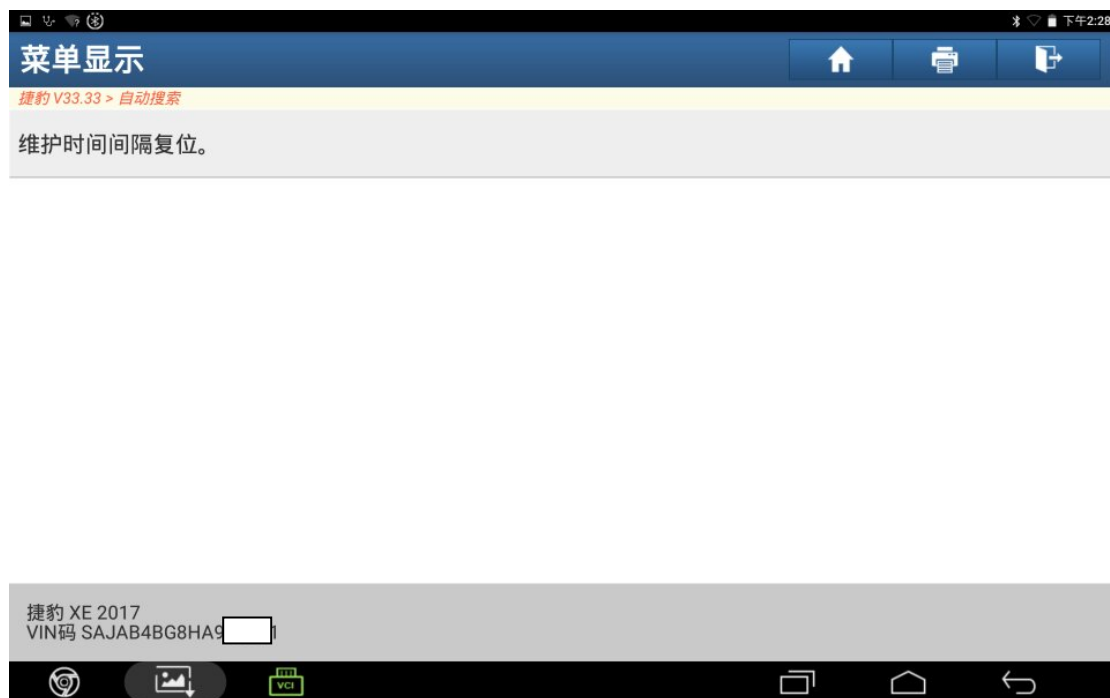 下午2:28
菜单显示
捷豹 V33.33 > 自动搜索
维护时间间隔复位。
捷豹 XE 2017
VIN码 SAJAB4BG8HA9 1
VCI